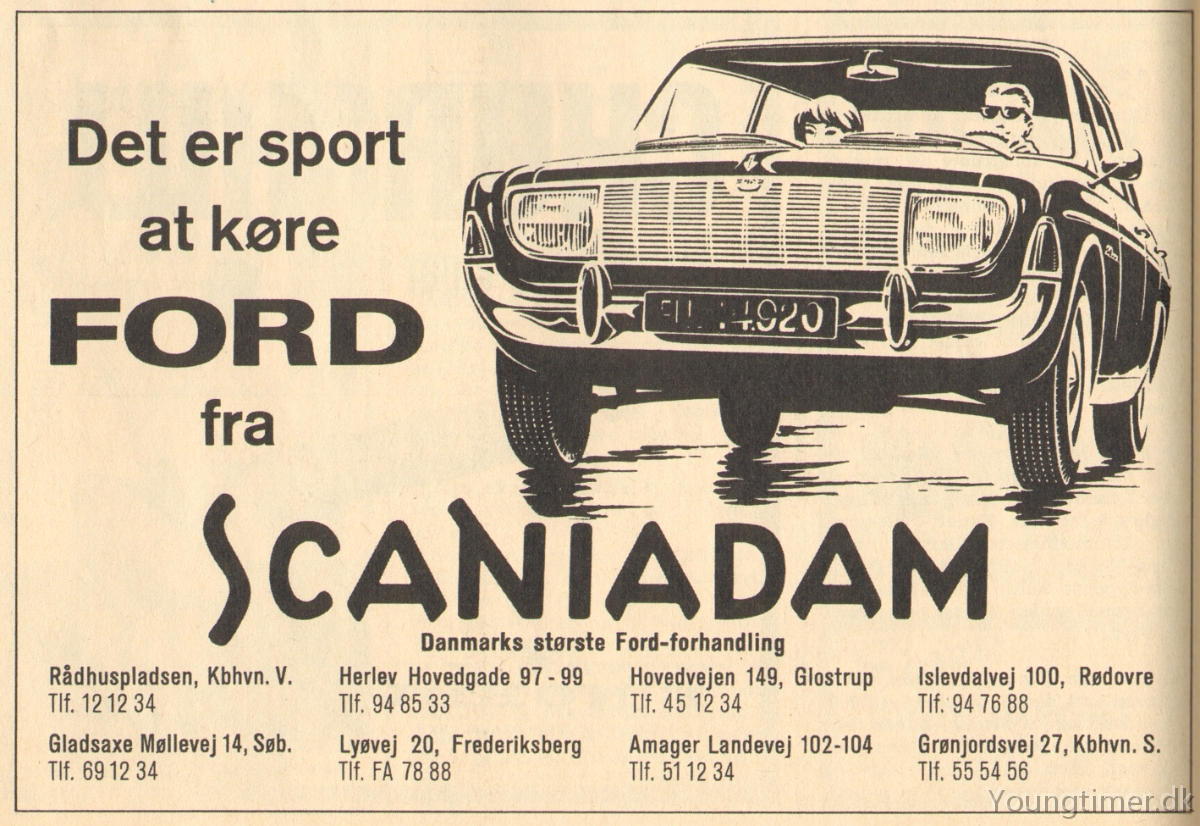 Det er sport
at køre
FORD
fra
SCANIADAM
Danmarks største Ford-forhandling
Rådhuspladsen, Kbhvn. V.
Tlf. 12 12 34
Herlev Hovedgade 97 - 99
Tlf. 94 85 33
Hovedvejen 149, Glostrup
Tlf. 45 12 34
Islevdalvej 100, Rødovre
Tlf. 94 76 88
Gladsaxe Møllevej 14, Søb.
Tlf. 69 12 34
Lyøvej 20, Frederiksberg
Tlf. FA 78 88
Amager Landevej 102-104
Tlf. 51 12 34
Grønjordsvej 27, Kbhvn. S.
Tlf. 55 54 56
Youngtimer.dk